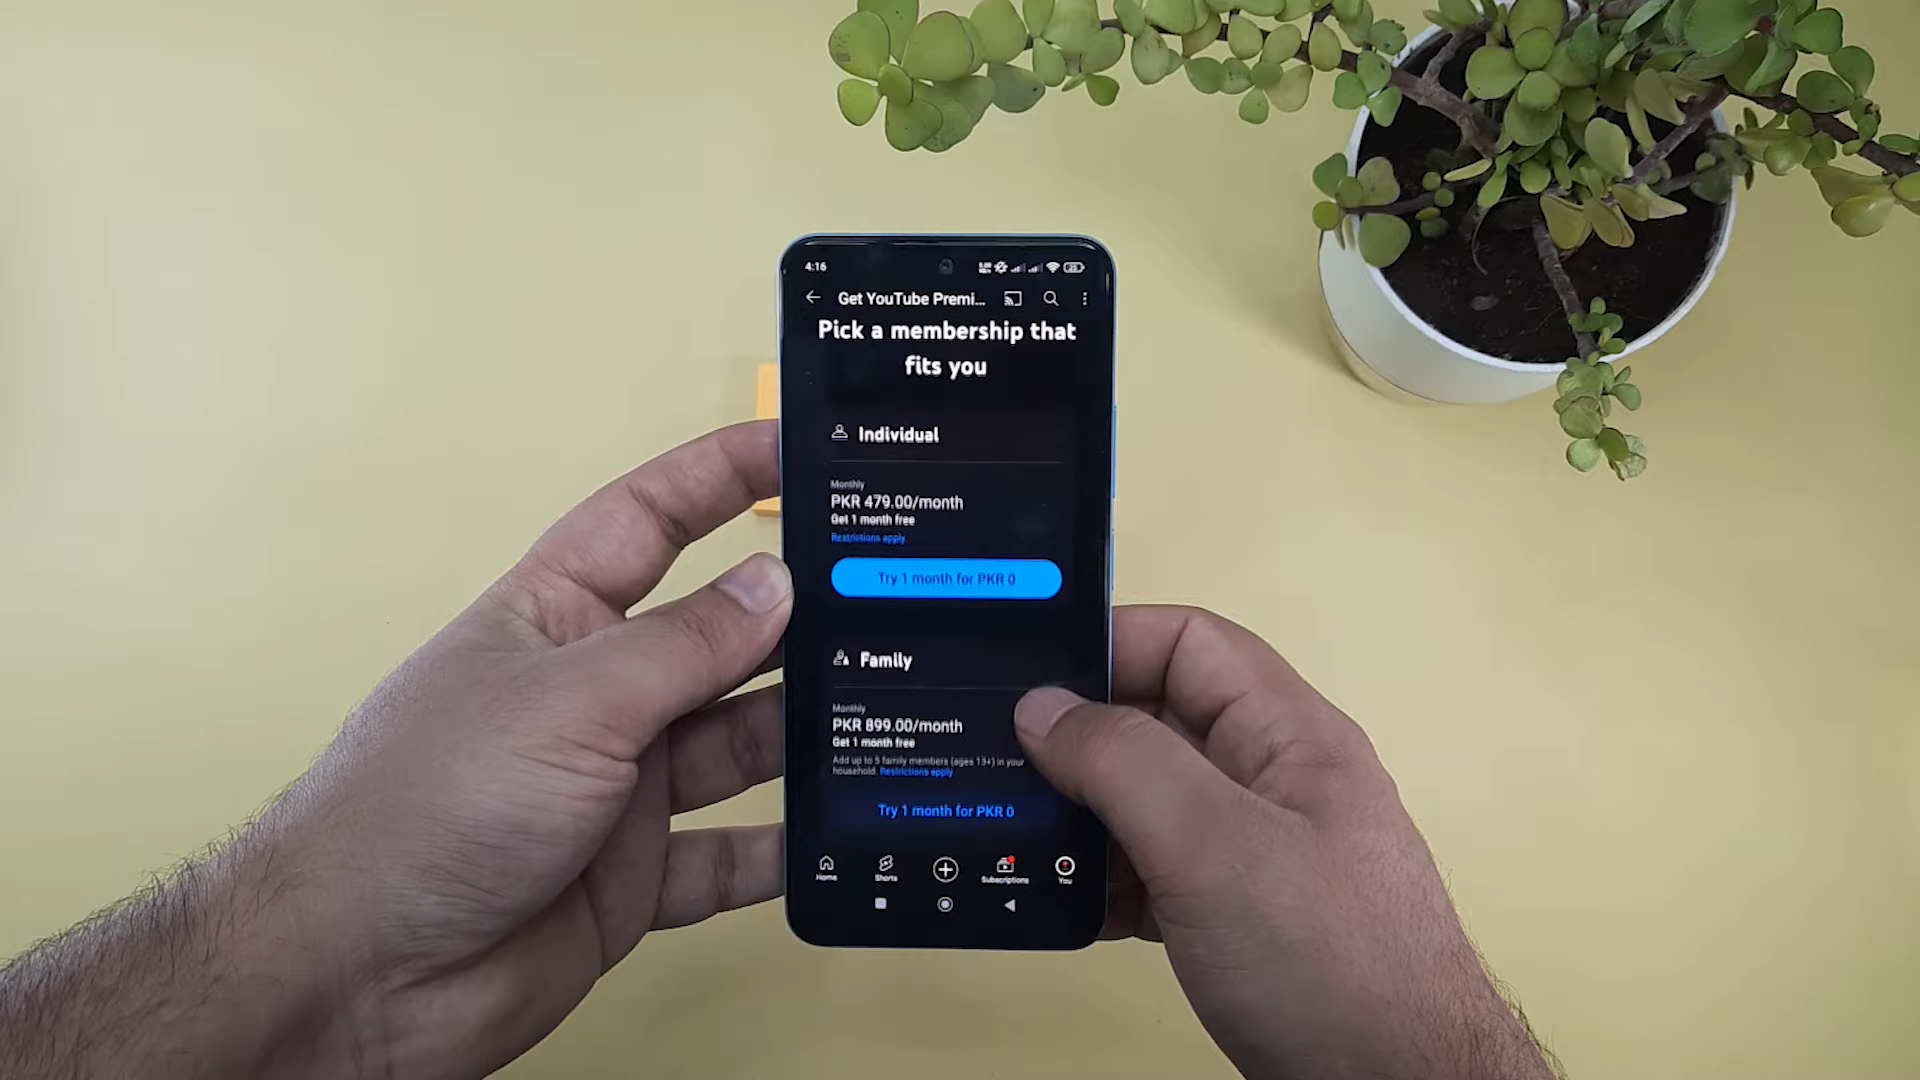 4:16
25
Get YouTube Premi...
Pick a membership that
fits you
Individual
Monthly
PKR 479.00/month
Get 1 month free
Restrictions apply.
Try 1 month for PKR 0
Family
Monthly
PKR 899.00/month
Get 1 month free
Add up to 5 family members (ages 13+) in your
household. Restrictions apply
Try 1 month for PKR 0
Home
Shorts
Subscriptions
You